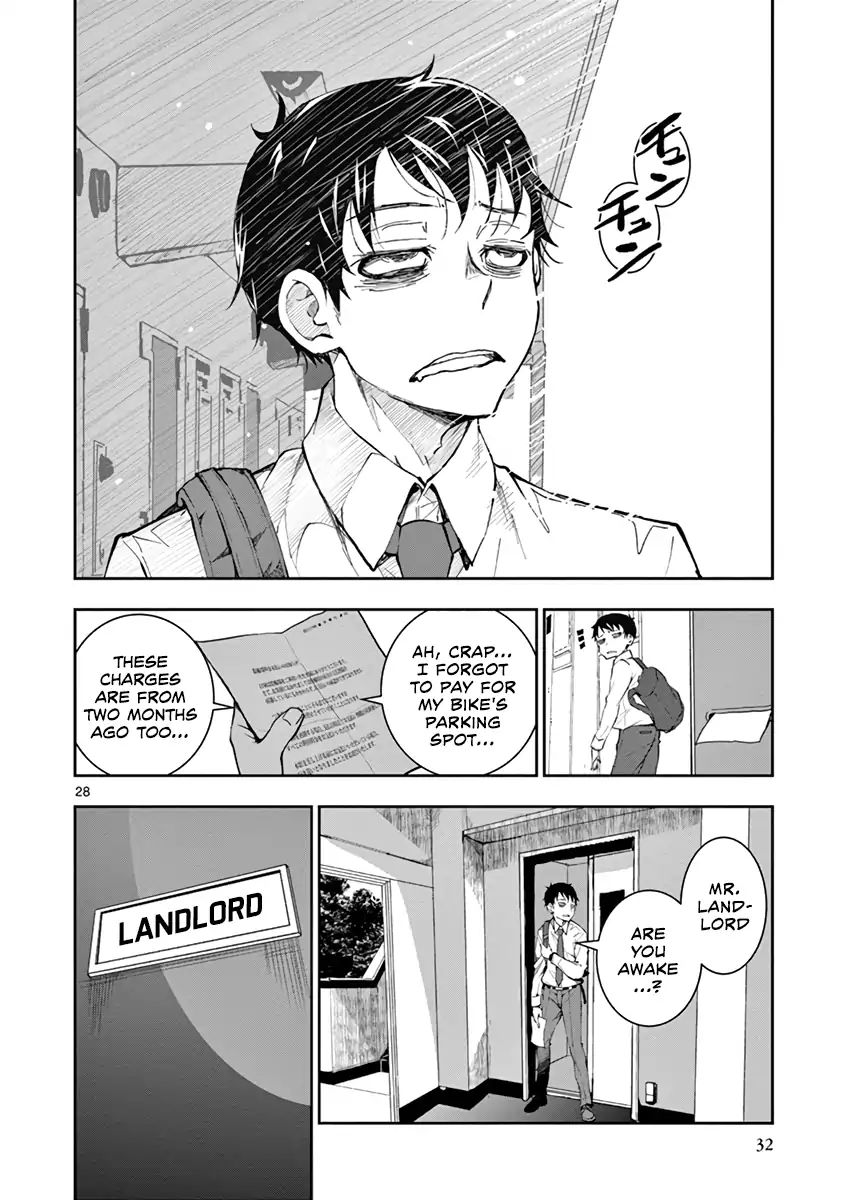 チュン
チュン
AH, CRAP...
I FORGOT
TO PAY FOR
MY BIKE'S
PARKING
SPOT...
THESE
CHARGES
ARE FROM
TWO MONTHS
AGO TOO...
28
MR.
LAND-
LORD
ARE
YOU
AWAKE
...?
LANDLORD
32